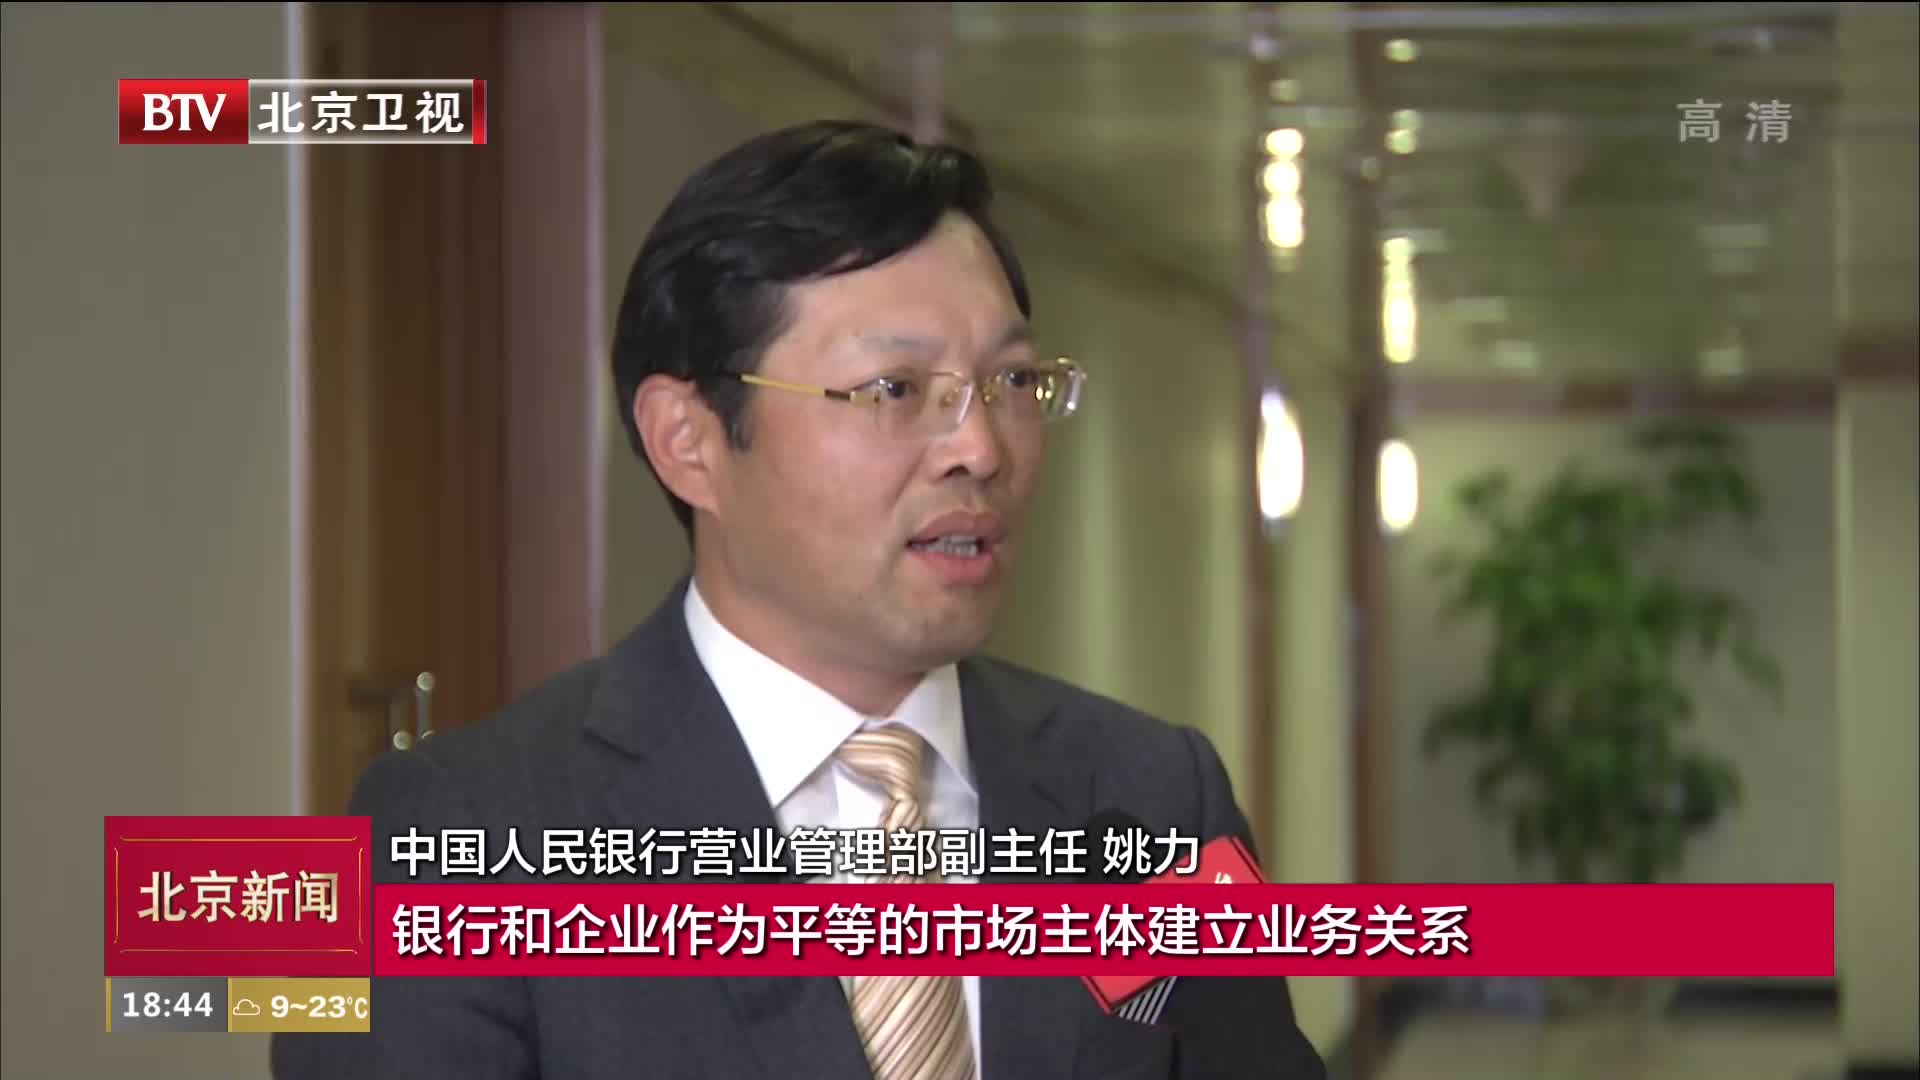 BTV 北京卫视
高清
中国人民银行营业管理部副主任 姚力
北京新闻
银行和企业作为平等的市场主体建立业务关系
18:44
9~23℃